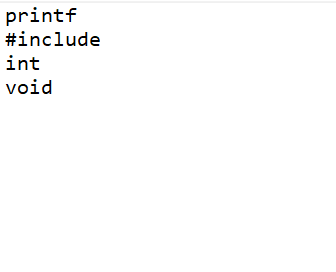 printf
#include
int
void